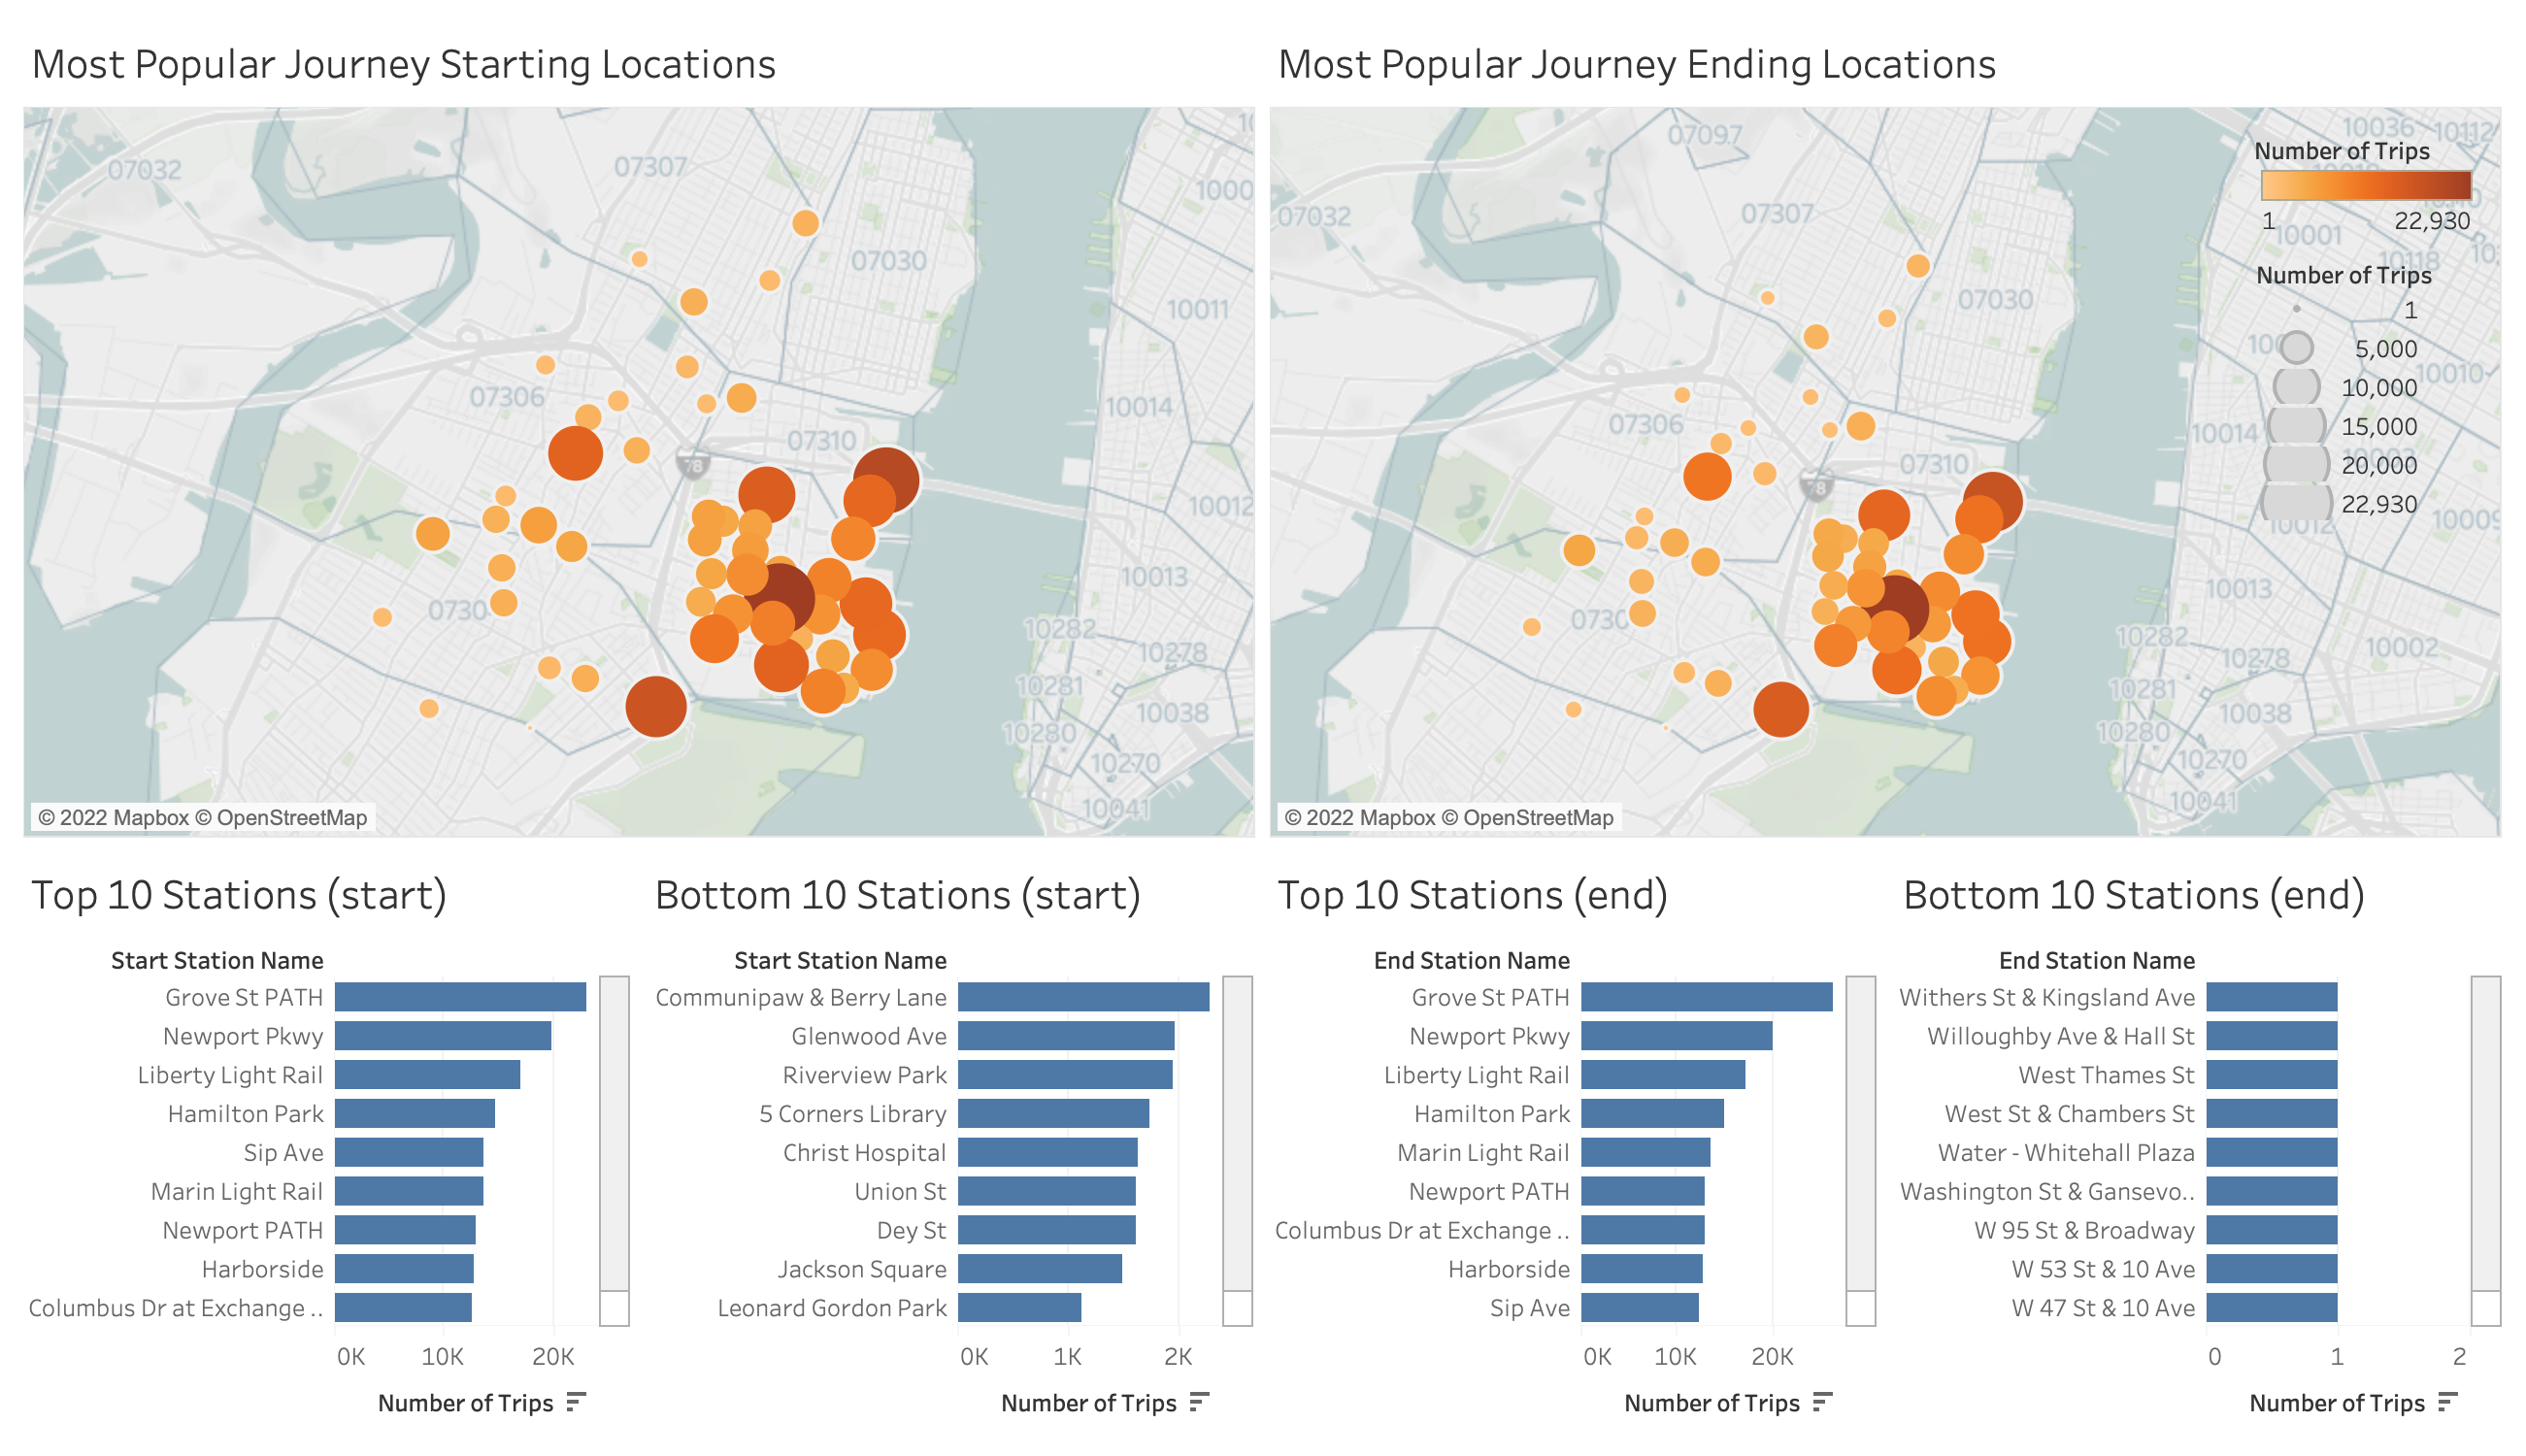 Most Popular Journey Starting Locations
07032
07307
07030
1000
10011
07306
10014
07310
78
10012
10013
0730
10282
10278
10281
10038
10280
10270
10041
© 2022 Mapbox © OpenStreetMap
Most Popular Journey Ending Locations
07097
10036
10112
07032
07307
10001
10118
07030
10010
07306
10014
07310
78
10012
10009
10013
0730
10282
10278
10002
10281
10038
10280
10270
10041
© 2022 Mapbox © OpenStreetMap
Number of Trips
1 22,930
Number of Trips
1
5,000
10,000
15,000
20,000
22,930
Top 10 Stations (start)
Start Station Name
Grove St PATH
Newport Pkwy
Liberty Light Rail
Hamilton Park
Sip Ave
Marin Light Rail
Newport PATH
Harborside
Columbus Dr at Exchange ..
0K 10K 20K
Number of Trips
Bottom 10 Stations (start)
Start Station Name
Communipaw & Berry Lane
Glenwood Ave
Riverview Park
5 Corners Library
Christ Hospital
Union St
Dey St
Jackson Square
Leonard Gordon Park
0K 1K 2K
Number of Trips
Top 10 Stations (end)
End Station Name
Grove St PATH
Newport Pkwy
Liberty Light Rail
Hamilton Park
Marin Light Rail
Newport PATH
Columbus Dr at Exchange ..
Harborside
Sip Ave
0K 10K 20K
Number of Trips
Bottom 10 Stations (end)
End Station Name
Withers St & Kingsland Ave
Willoughby Ave & Hall St
West Thames St
West St & Chambers St
Water - Whitehall Plaza
Washington St & Gansevo..
W 95 St & Broadway
W 53 St & 10 Ave
W 47 St & 10 Ave
0 1 2
Number of Trips